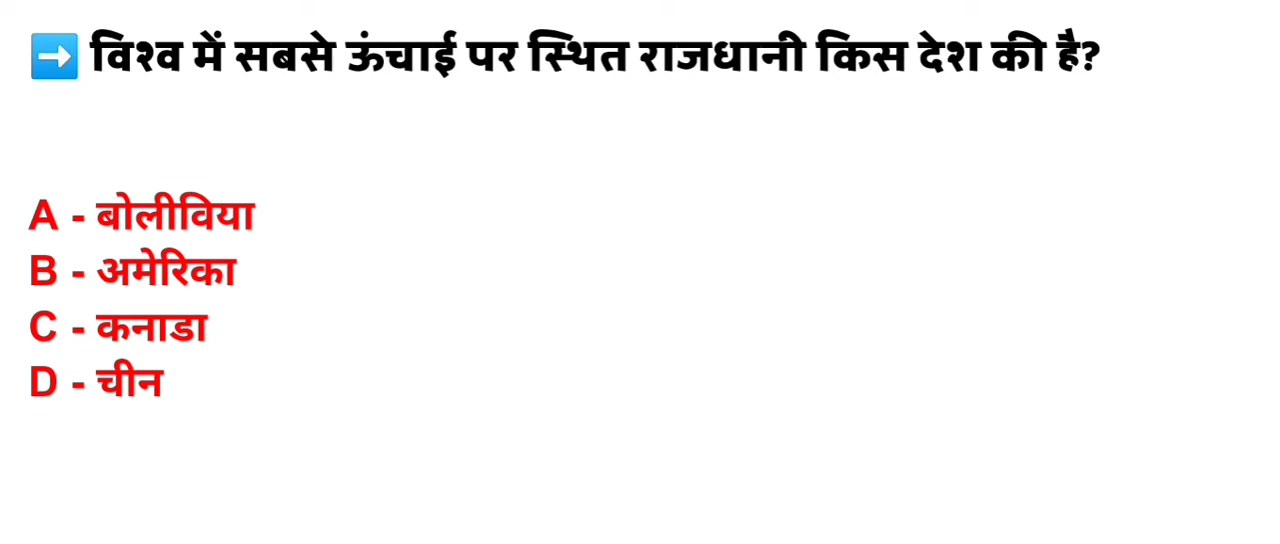 ➡️ विश्व में सबसे ऊंचाई पर स्थित राजधानी किस देश की है?
A - बोलीविया
B - अमेरिका
C - कनाडा
D - चीन